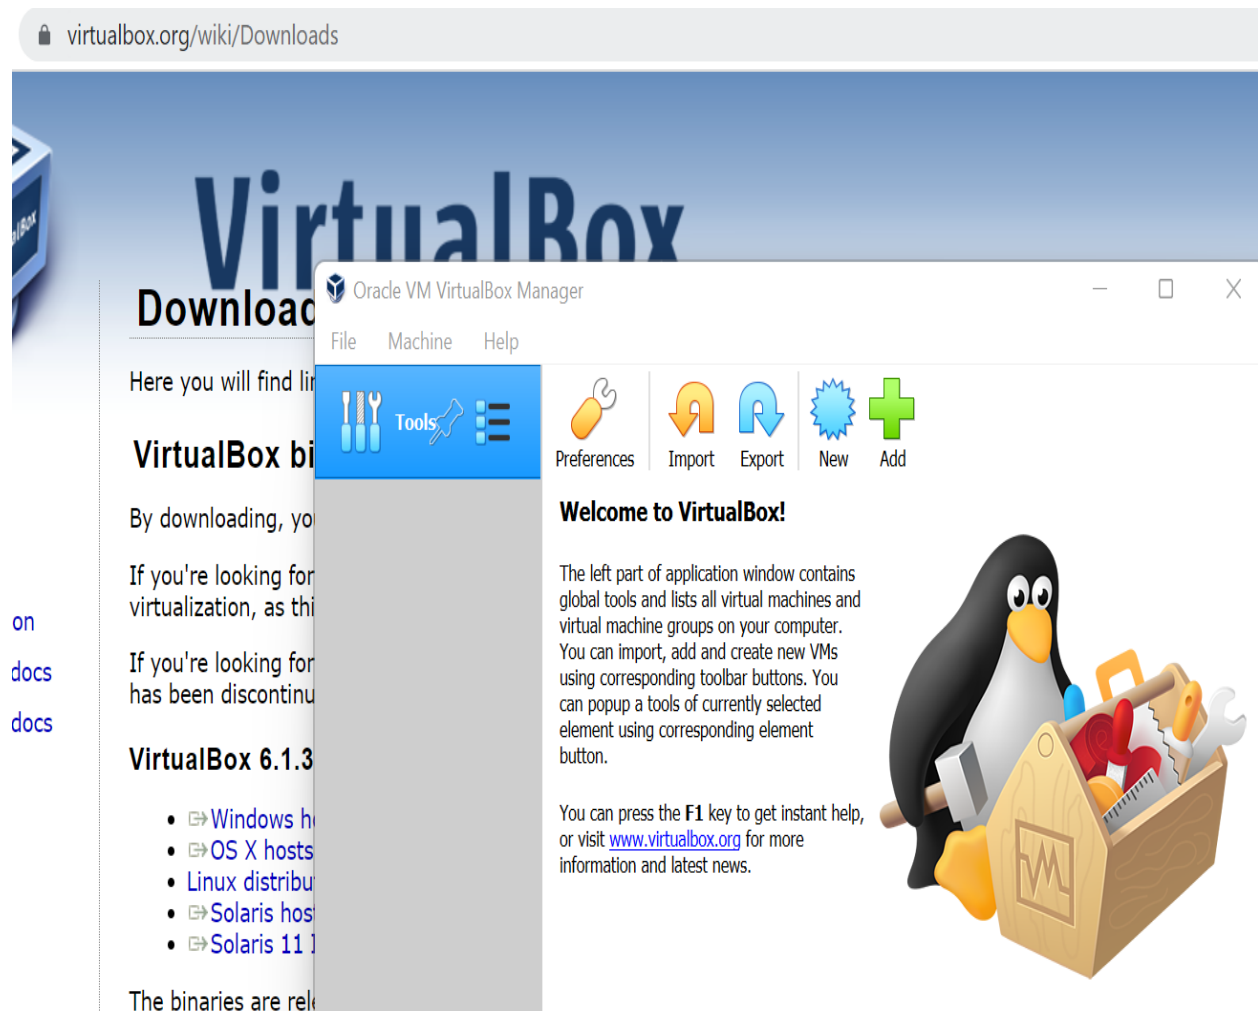 virtualbox.org/wiki/Downloads
VirtualBox
Oracle VM VirtualBox Manager
File Machine Help
Tools
Preferences Import Export New Add
Welcome to VirtualBox!
The left part of application window contains
global tools and lists all virtual machines and
virtual machine groups on your computer.
You can import, add and create new VMs
using corresponding toolbar buttons. You
can popup a tools of currently selected
element using corresponding element
button.
You can press the F1 key to get instant help,
or visit www.virtualbox.org for more
information and latest news.
Downloa
Here you will find li
VirtualBox bi
By downloading, yo
If you're looking for
virtualization, as thi
If you're looking for
has been discontinu
VirtualBox 6.1.3
Windows h
OS X hosts
Linux distribu
Solaris hos
Solaris 11
The binaries are rel
on
docs
docs